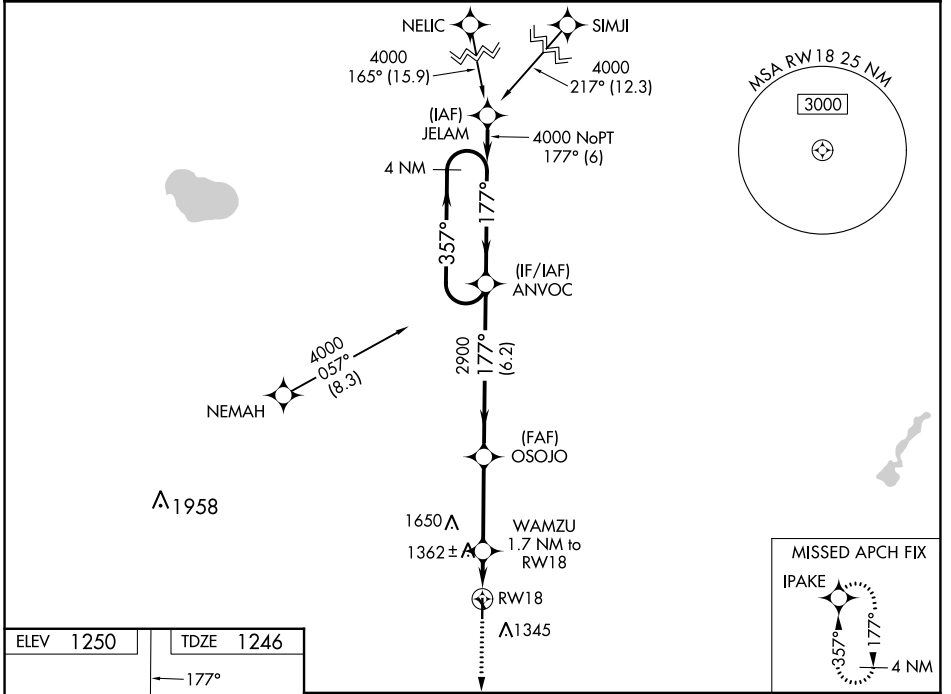 NELIC
SIMJI
4000
165° (15.9)
4000
217° (12.3)
MSA RW18 25 NM
3000
(IAF)
JELAM
4000 NoPT
177° (6)
4 NM
177°
357°
(IF/IAF)
ANVOC
4000
057°
(8.3)
NEMAH
2900
177°
(6.2)
(FAF)
OSOJO
1958
1650
1362±
WAMZU
1.7 NM to
RW18
RW18
1345
MISSED APCH FIX
IPAKE
357°
177°
4 NM
ELEV 1250
TDZE 1246
177°